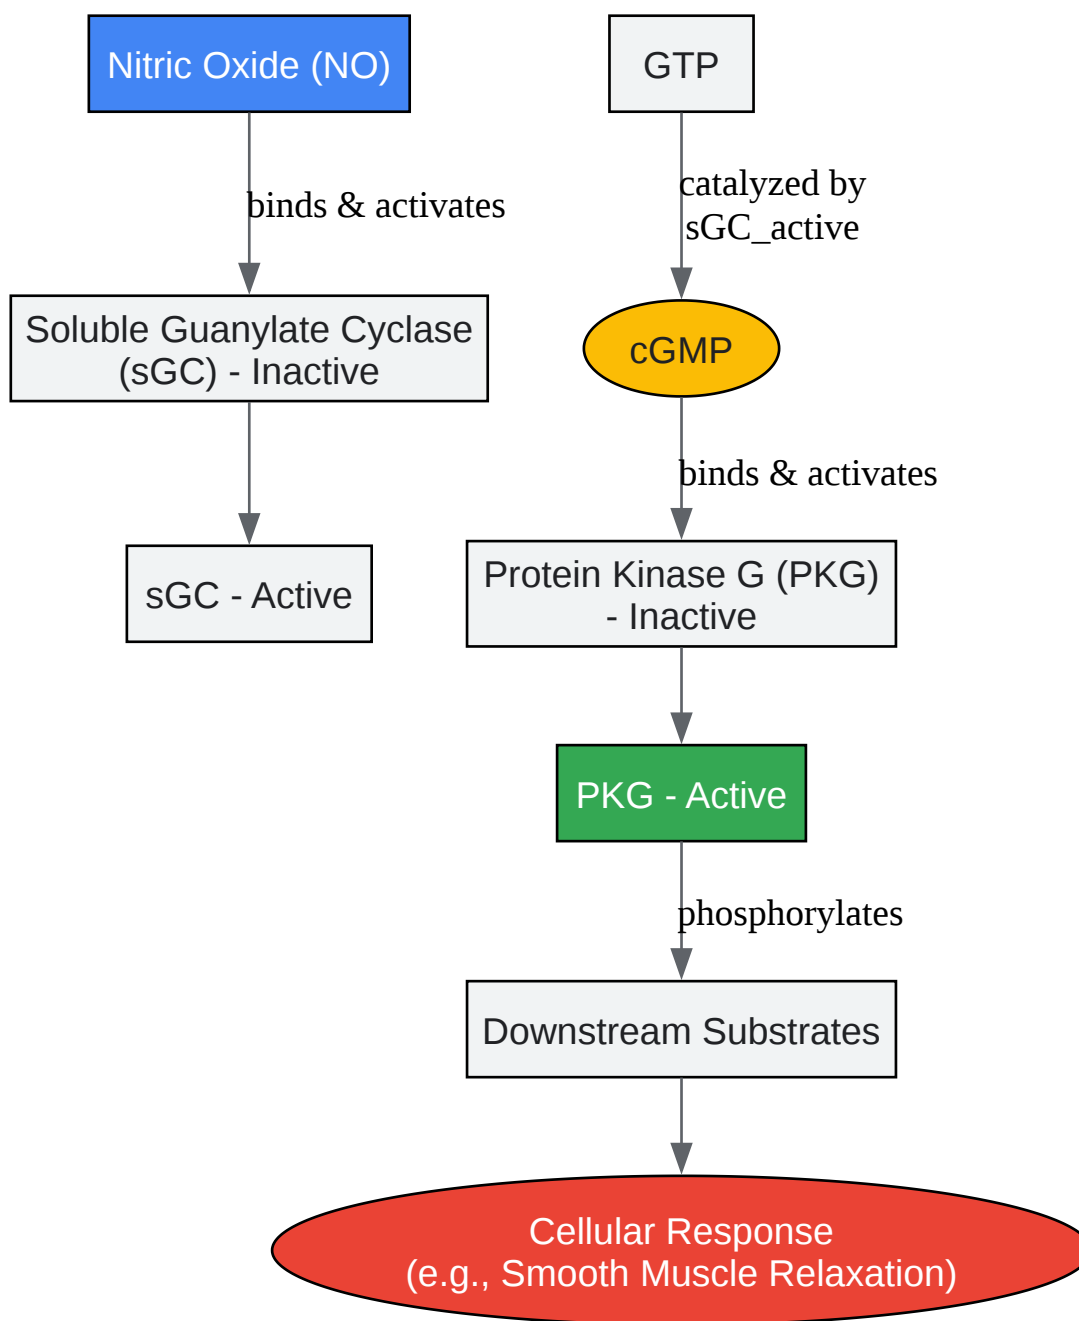 Nitric Oxide (NO)
GTP
binds & activates
catalyzed by
sGC_active
Soluble Guanylate Cyclase
(sGC) - Inactive
cGMP
binds & activates
sGC - Active
Protein Kinase G (PKG)
- Inactive
PKG - Active
phosphorylates
Downstream Substrates
Cellular Response
(e.g., Smooth Muscle Relaxation)